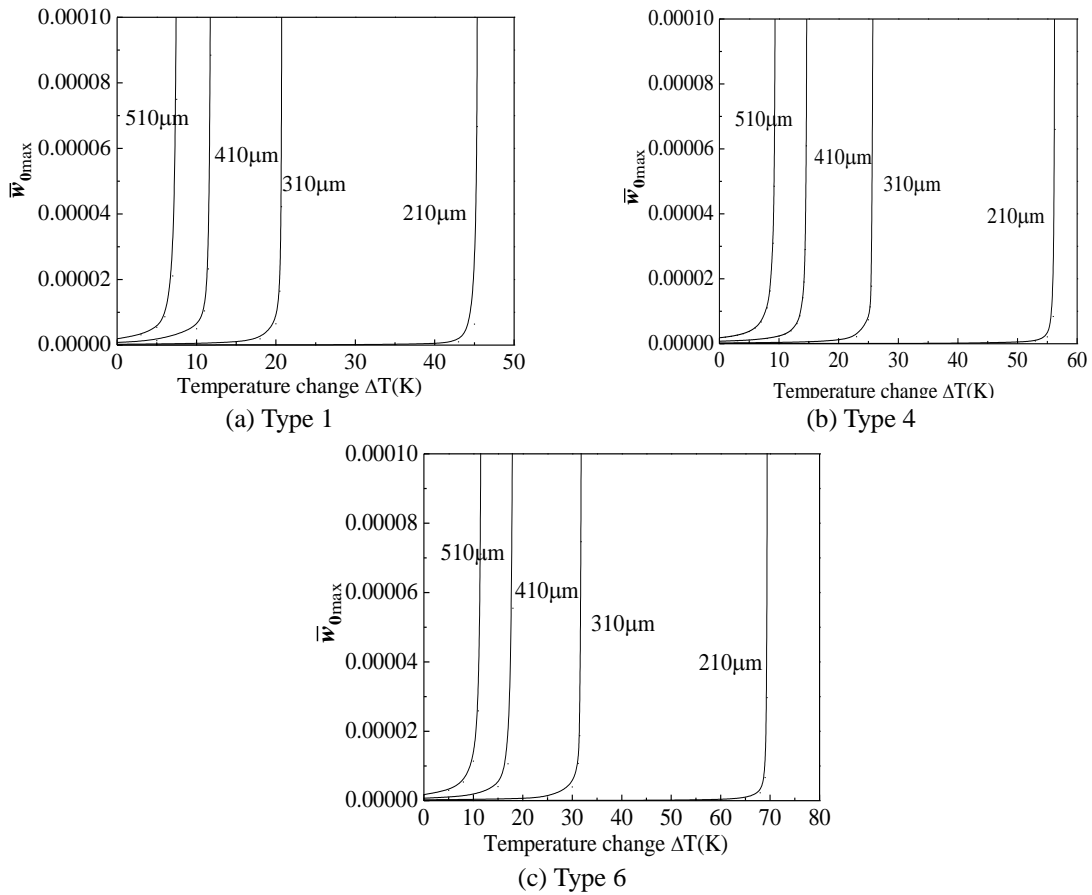 0.00010
0.00008
0.00006
0.00004
0.00002
0.00000
w̅0max
510μm
410μm
310μm
210μm
0 10 20 30 40 50
Temperature change ΔT(K)
(a) Type 1
0.00010
0.00008
0.00006
0.00004
0.00002
0.00000
w̅0max
510μm
410μm
310μm
210μm
0 10 20 30 40 50 60
Temperature change ΔT(K)
(b) Type 4
0.00010
0.00008
0.00006
0.00004
0.00002
0.00000
w̅0max
510μm
410μm
310μm
210μm
0 10 20 30 40 50 60 70 80
Temperature change ΔT(K)
(c) Type 6